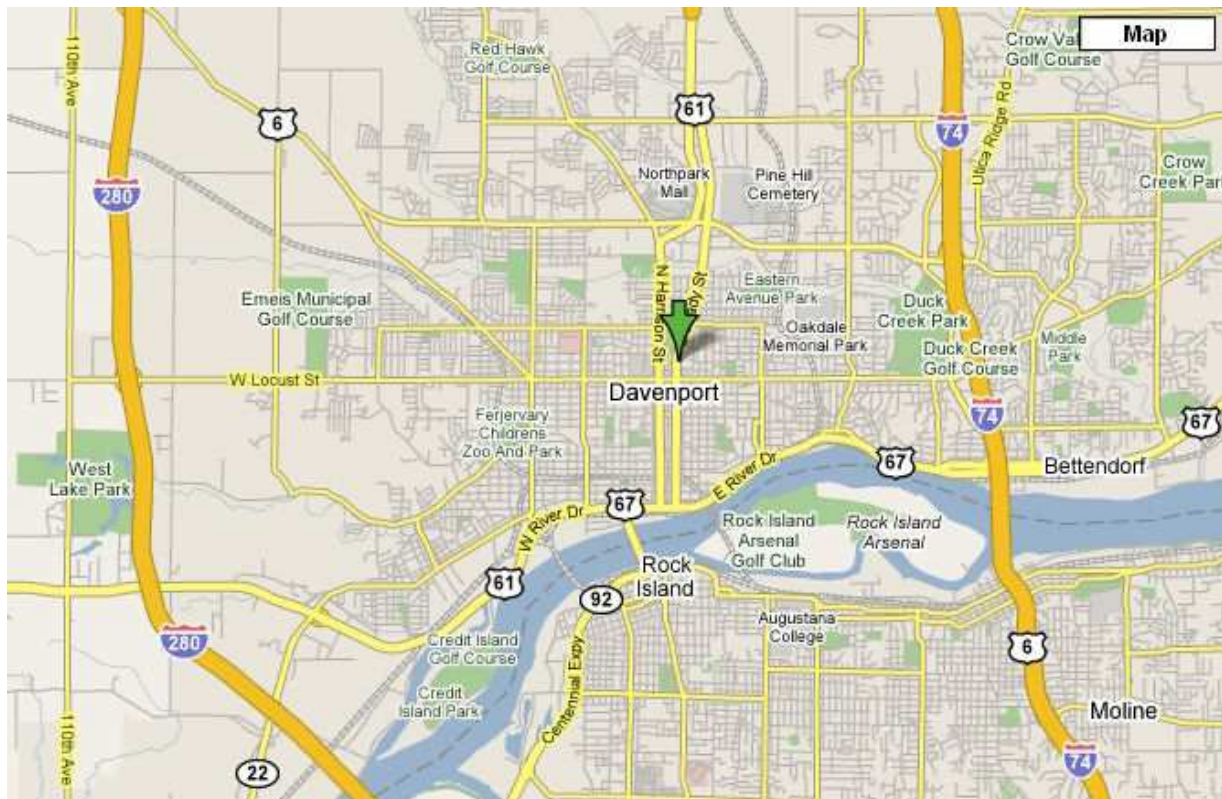 Map
110th Ave
Red Hawk
Golf Course
Golf Course
61
6
74
Utica Ridge Rd
Crow
Creek Park
Northpark
Mall
Pine Hill
Cemetery
280
N Harrison St
Eastern
Avenue Park
Emeis Municipal
Golf Course
Duck
Creek Park
Oakdale
Memorial Park
Middle
Park
Duck Creek
Golf Course
W Locust St
Davenport
74
67
Ferjervary
Childrens
Zoo And Park
West
Lake Park
67
Bettendorf
E River Dr
67
W River Dr
Rock Island
Arsenal
Golf Club
Rock Island
Arsenal
61
Rock
Island
92
Augustana
College
280
Credit Island
Golf Course
6
Credit
Island Park
Centennial Expy
Moline
110th Ave
22
74